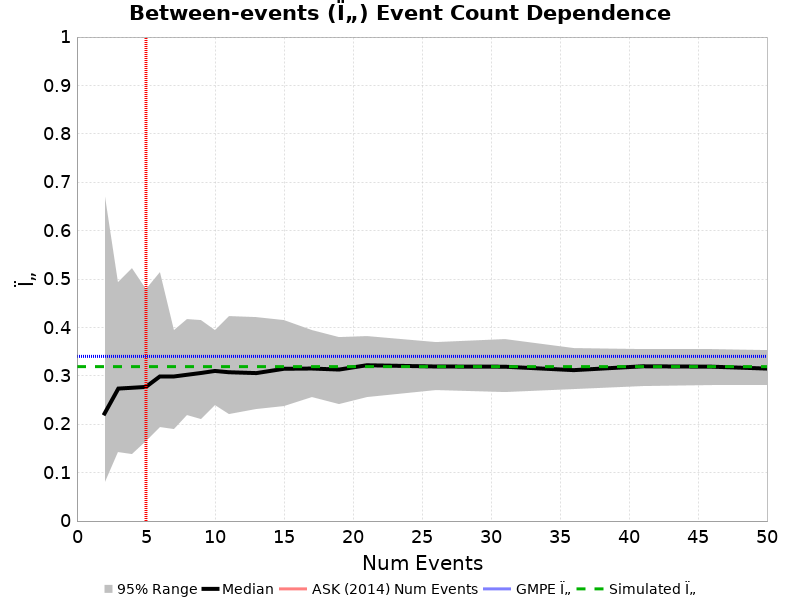 Between-events (Ï„) Event Count Dependence
1
0.9
0.8
0.7
0.6
0.5
0.4
0.3
0.2
0.1
0
Ï„
0 5 10 15 20 25 30 35 40 45 50
Num Events
95% Range Median ASK (2014) Num Events GMPE Ï„ Simulated Ï„